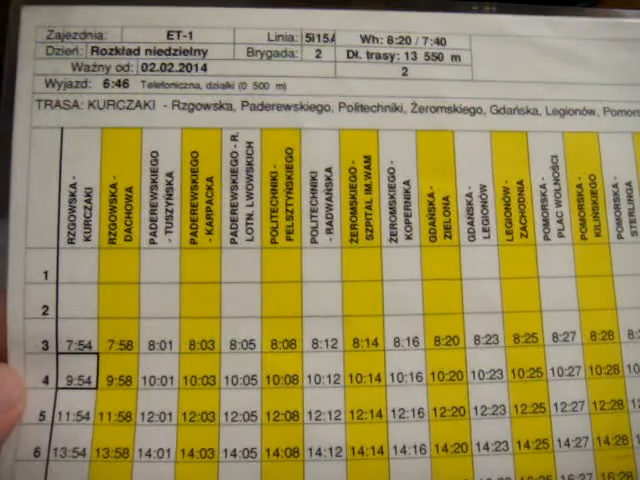 Zajezdnia: ET-1 Linia: 5I15A Wh: 8:20 / 7:40
Dzień: Rozkład niedzielny Brygada: 2 Dł. trasy: 13 550 m
Ważny od: 02.02.2014 2
Wyjazd: 6:46 Telefoniczna, działki (0 500 m)
TRASA: KURCZAKI - Rzgowska, Paderewskiego, Politechniki, Żeromskiego, Gdańska, Legionów, Pomors
RZGOWSKA - KURCZAKI
RZGOWSKA - DACHOWA
PADEREWSKIEGO - TUSZYŃSKA
PADEREWSKIEGO - KARPACKA
PADEREWSKIEGO - R. LOTN. LWOWSKICH
POLITECHNIKI - FELSZTYŃSKIEGO
POLITECHNIKI - RADWAŃSKA
ŻEROMSKIEGO - SZPITAL IM.WAM
ŻEROMSKIEGO - KOPERNIKA
GDAŃSKA - ZIELONA
GDAŃSKA - LEGIONÓW
LEGIONÓW - ZACHODNIA
POMORSKA - PLAC WOLNOŚCI
POMORSKA - KILIŃSKIEGO
POMORSKA - STERLINGA
1
2
3 7:54 7:58 8:01 8:03 8:05 8:08 8:12 8:14 8:16 8:20 8:23 8:25 8:27 8:28
4 9:54 9:58 10:01 10:03 10:05 10:08 10:12 10:14 10:16 10:20 10:23 10:25 10:27 10:28 10
5 11:54 11:58 12:01 12:03 12:05 12:08 12:12 12:14 12:16 12:20 12:23 12:25 12:27 12:28
6 13:54 13:58 14:01 14:03 14:05 14:08 14:12 14:14 14:16 14:20 14:23 14:25 14:27 14:28